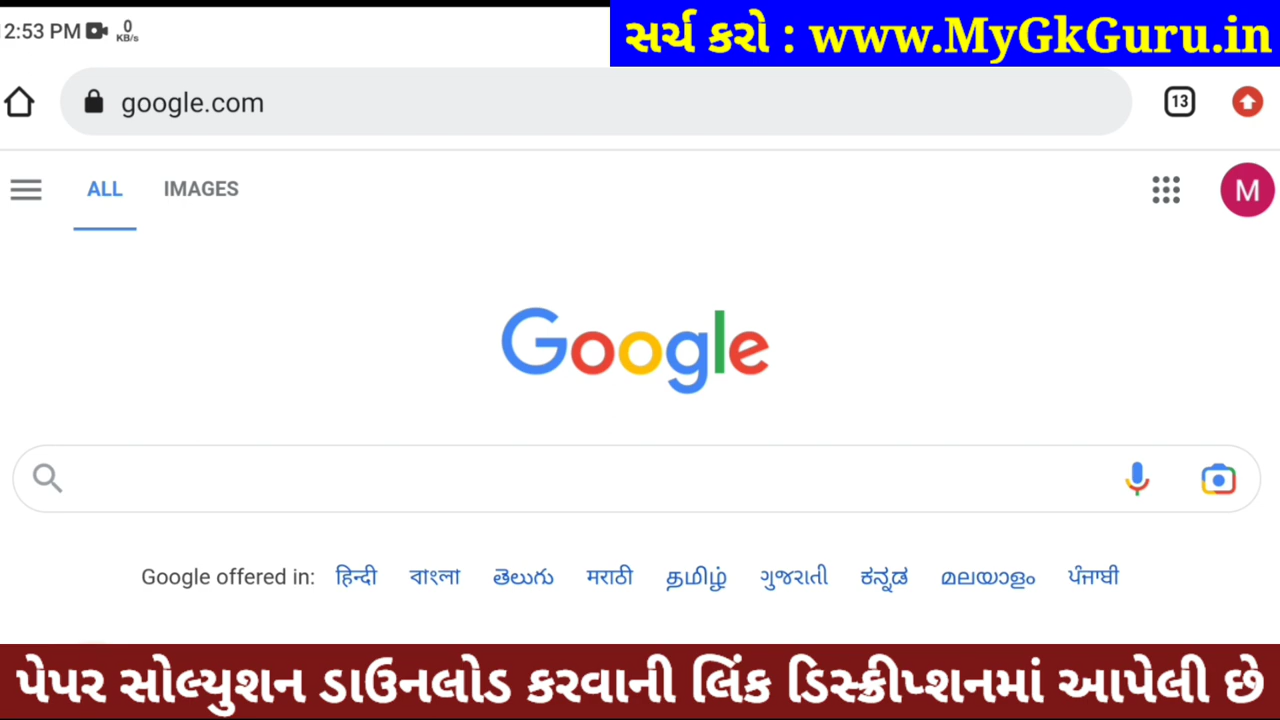 12:53 PM 0 KB/s
સર્ચ કરો : www.MyGkGuru.in
google.com 13
ALL IMAGES M
Google
Google offered in: हिन्दी বাংলা తెలుగు मराठी தமிழ் ગુજરાતી ಕನ್ನಡ മലയാളം ਪੰਜਾਬੀ
પેપર સોલ્યુશન ડાઉનલોડ કરવાની લિંક ડિસ્ક્રીપ્શનમાં આપેલી છે